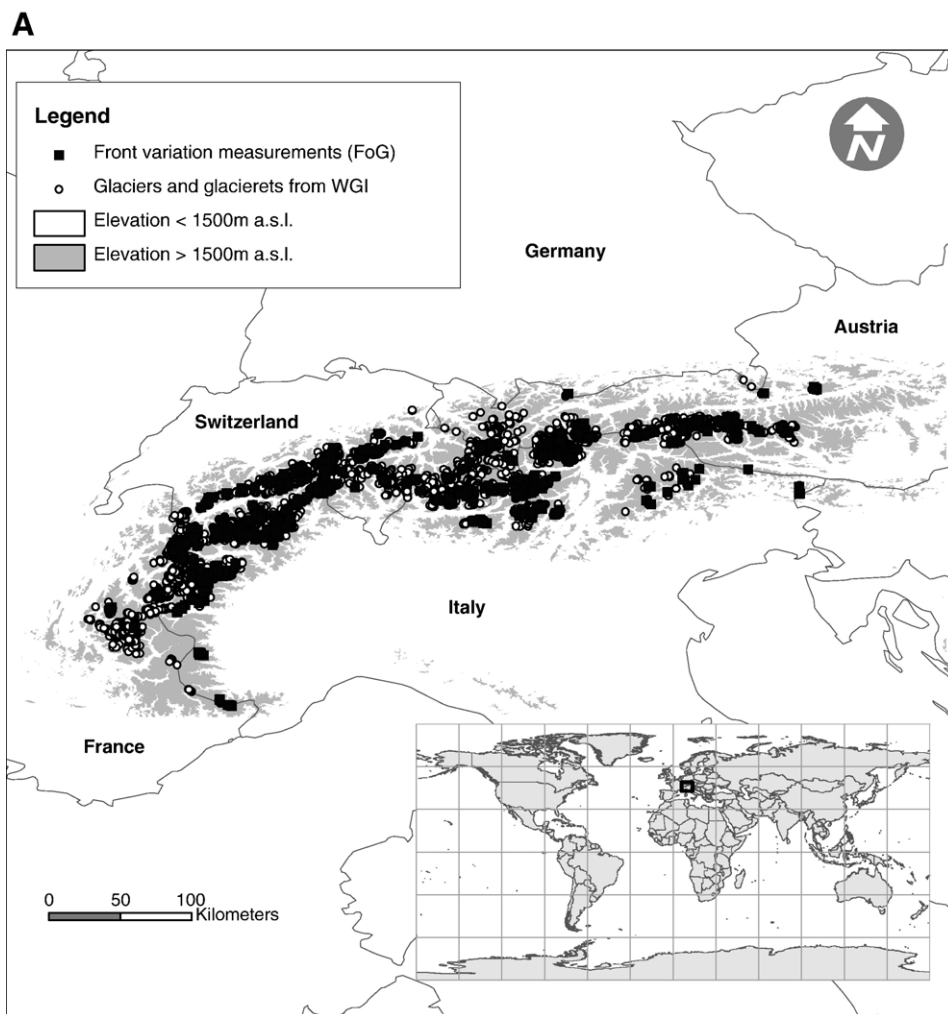 A
Legend
Front variation measurements (FoG)
Glaciers and glacierets from WGI
Elevation < 1500m a.s.l.
Elevation > 1500m a.s.l.
N
Germany
Austria
Switzerland
Italy
France
0 50 100
Kilometers